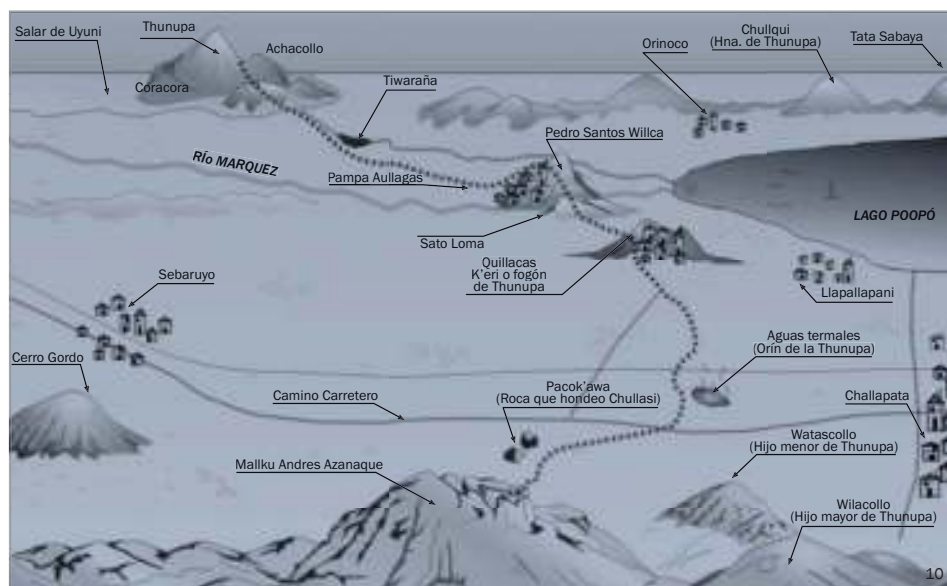 Salar de Uyuni
Thunupa
Achacollo
Coracora
Tiwaraña
Orinoco
Chullqui
(Hna. de Thunupa)
Tata Sabaya
Pedro Santos Willca
Río MARQUEZ
Pampa Aullagas
LAGO POOPÓ
Sato Loma
Quillacas
K'eri o fogón
de Thunupa
Sebaruyo
Llapallapani
Aguas termales
(Orín de la Thunupa)
Cerro Gordo
Camino Carretero
Pacok'awa
(Roca que hondeo Chullasi)
Challapata
Watascollo
(Hijo menor de Thunupa)
Mallku Andres Azanaque
Wilacollo
(Hijo mayor de Thunupa)
10